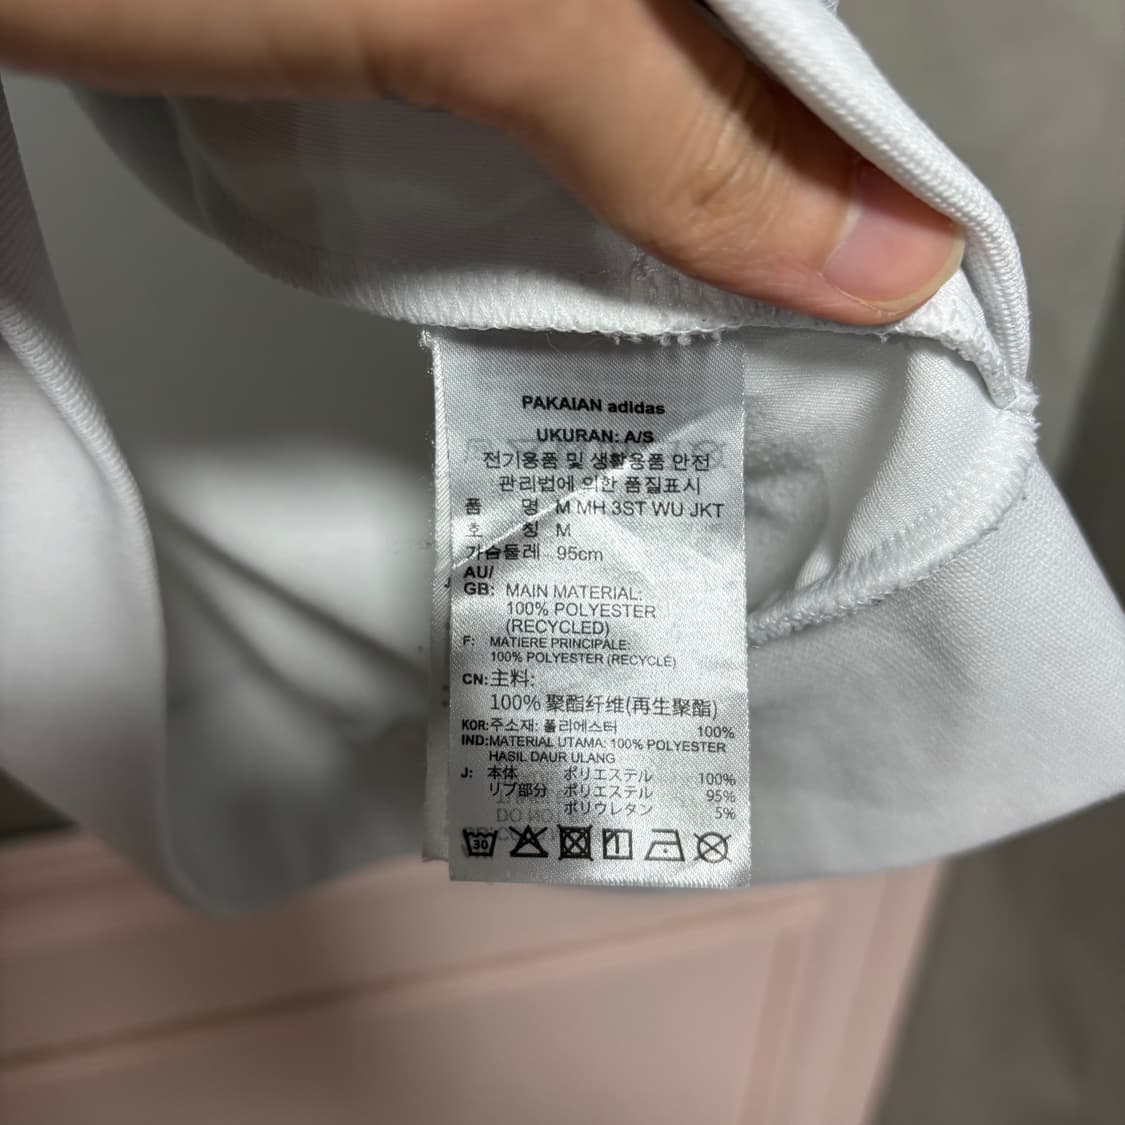 PAKAIAN adidas
UKURAN: A/S
전기용품 및 생활용품 안전
관리법에 의한 품질표시
품 명 M MH 3ST WU JKT
호 칭 M
가슴둘레 95cm
AU/
GB: MAIN MATERIAL:
100% POLYESTER
(RECYCLED)
F: MATIERE PRINCIPALE:
100% POLYESTER (RECYCLÉ)
CN: 主料:
100% 聚酯纤维(再生聚酯)
KOR: 주소재: 폴리에스터 100%
IND: MATERIAL UTAMA: 100% POLYESTER
HASIL DAUR ULANG
J: 本体 ポリエステル 100%
リブ部分 ポリエステル 95%
ポリウレタン 5%
30